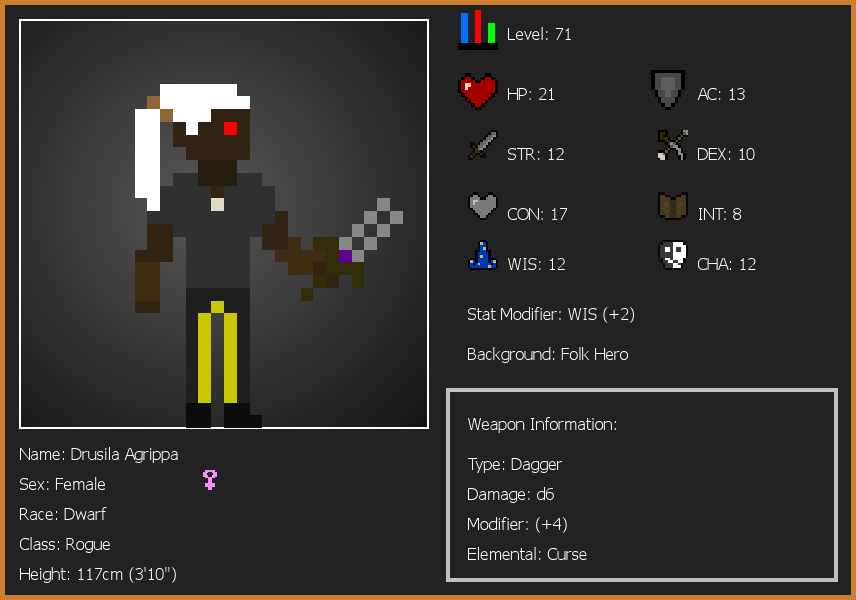 Level: 71
HP: 21
AC: 13
STR: 12
DEX: 10
CON: 17
INT: 8
WIS: 12
CHA: 12
Stat Modifier: WIS (+2)
Background: Folk Hero
Weapon Information:
Type: Dagger
Damage: d6
Modifier: (+4)
Elemental: Curse
Name: Drusila Agrippa
Sex: Female
Race: Dwarf
Class: Rogue
Height: 117cm (3'10")